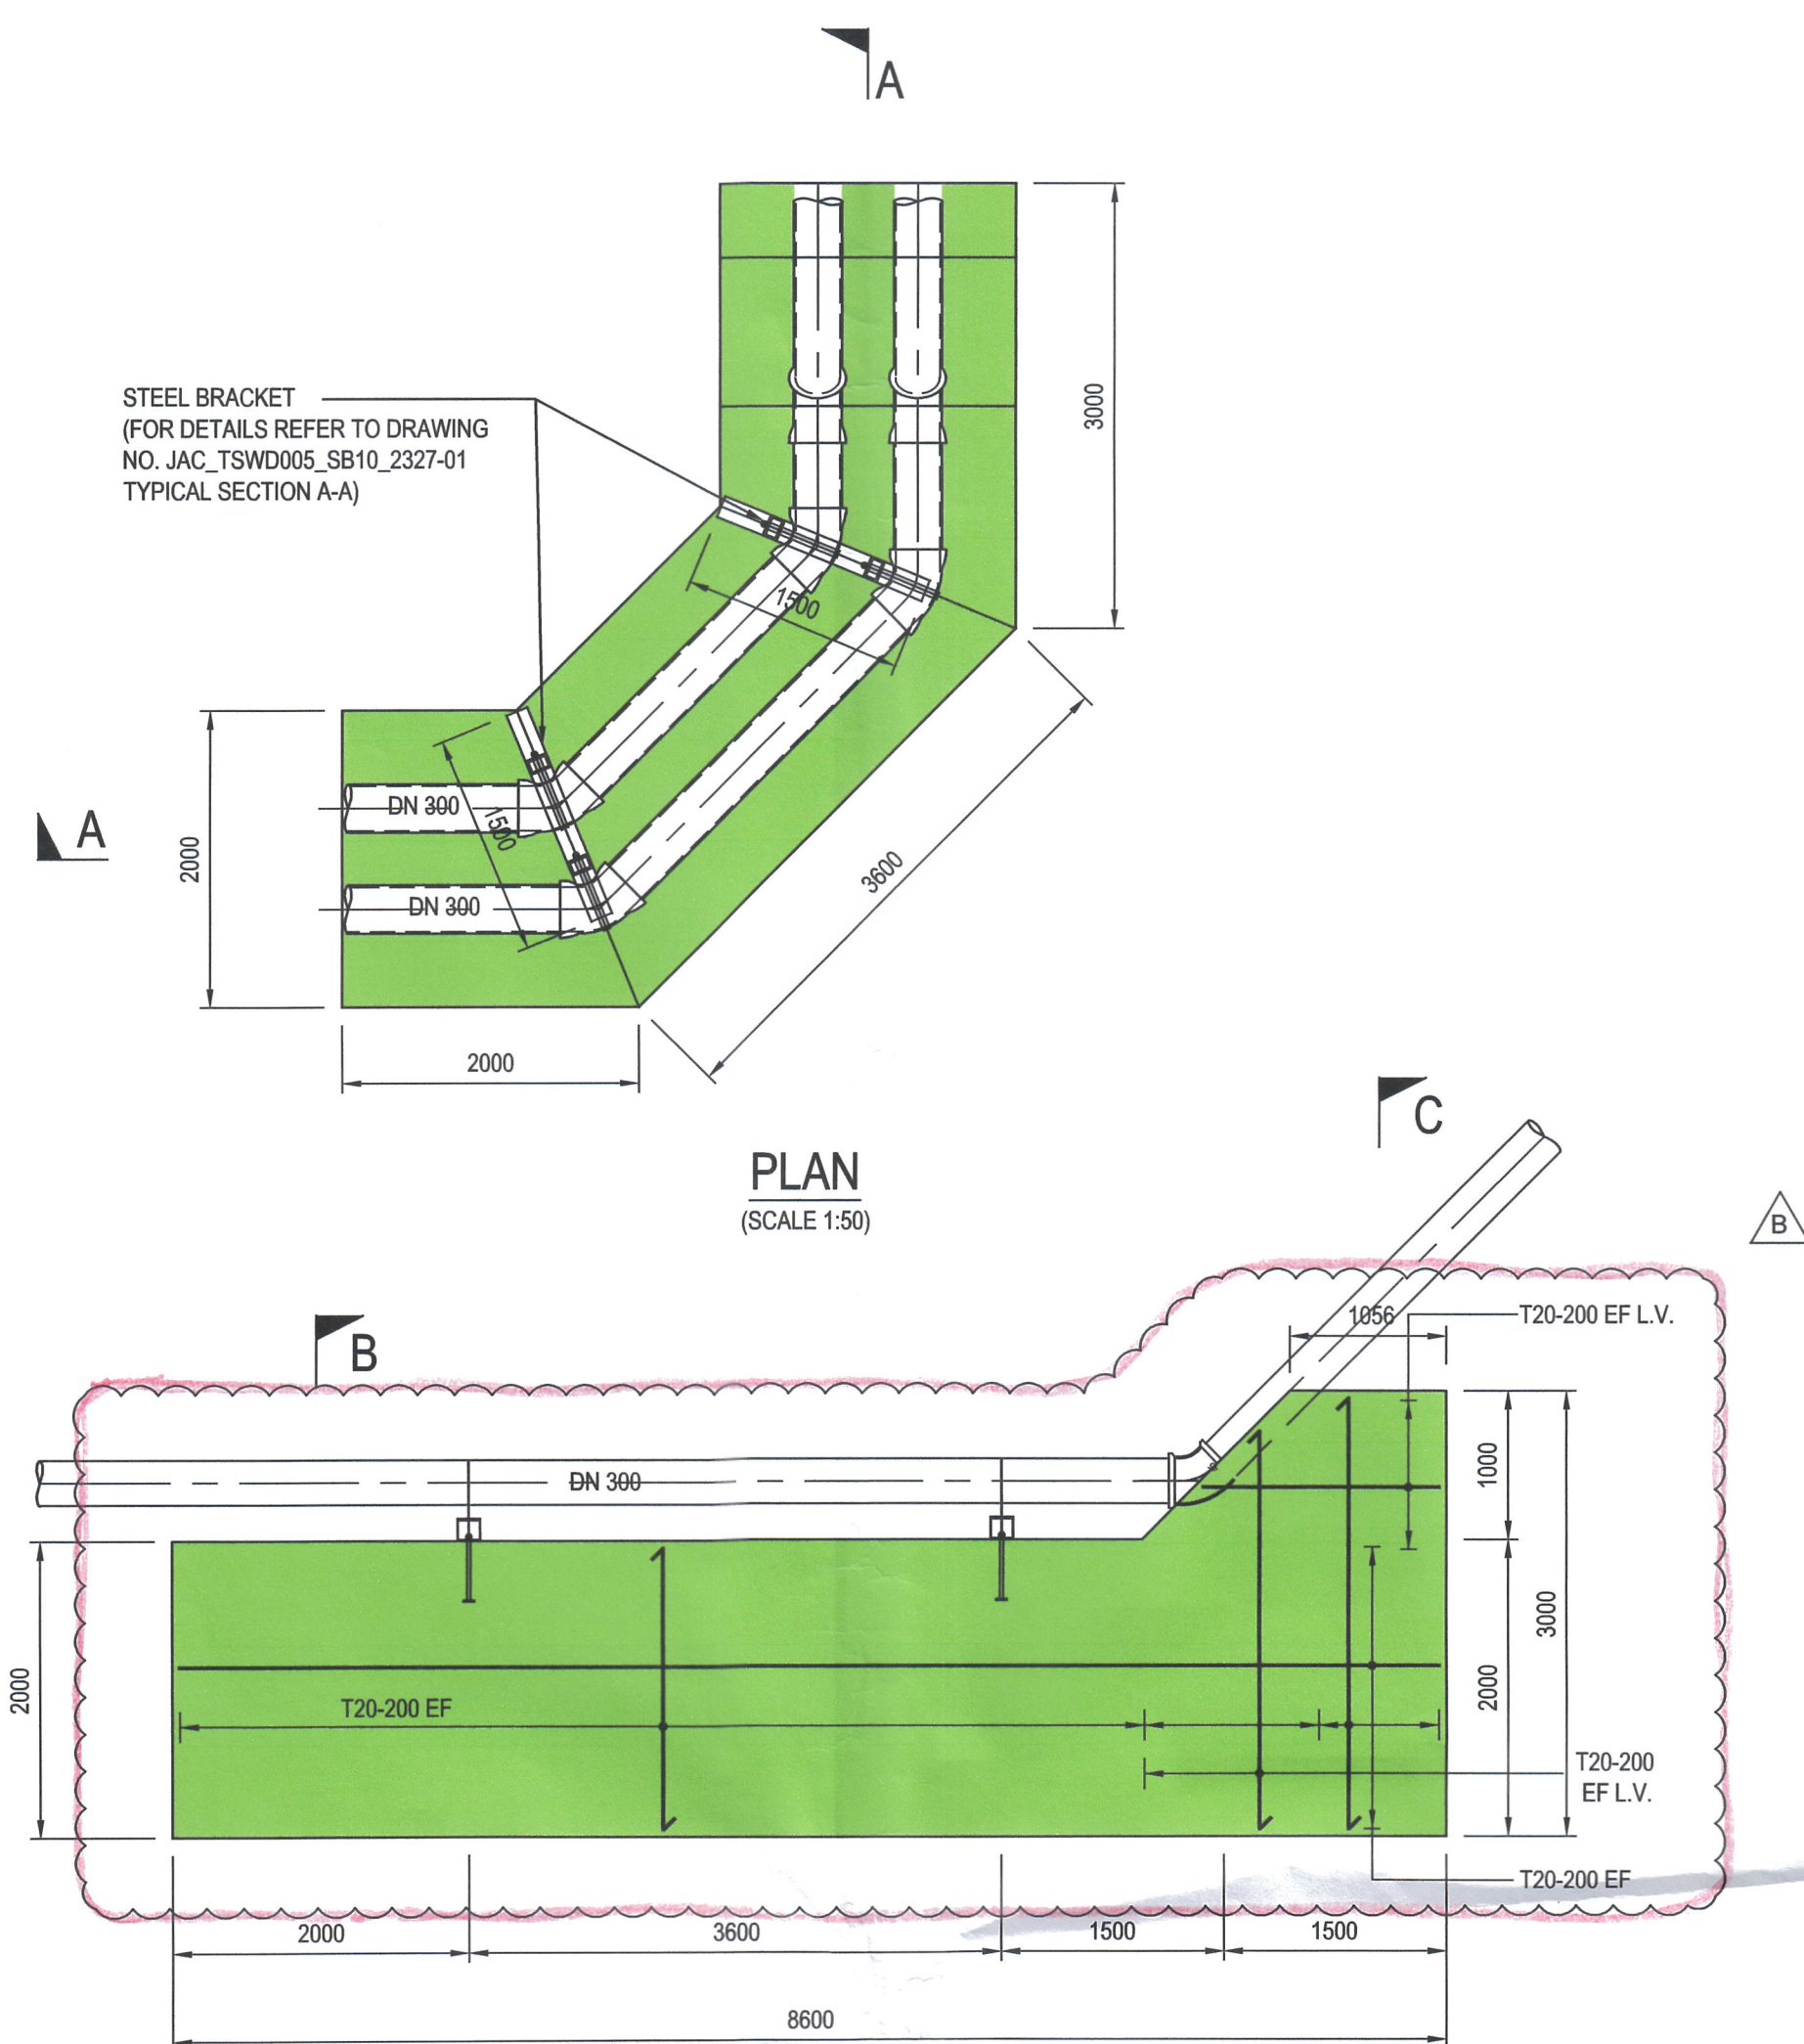 A
STEEL BRACKET
(FOR DETAILS REFER TO DRAWING
NO. JAC_TSWD005_SB10_2327-01
TYPICAL SECTION A-A)
3000
1500
A
2000
DN 300
1500
DN 300
3600
2000
PLAN
(SCALE 1:50)
C
B
B
1056
T20-200 EF L.V.
DN 300
1000
2000
3000
2000
T20-200 EF
T20-200
EF L.V.
T20-200 EF
2000
3600
1500
1500
8600